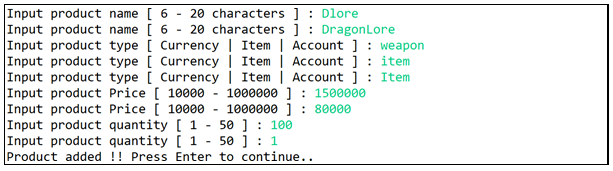 Input product name [ 6 - 20 characters ] : Dlore
Input product name [ 6 - 20 characters ] : DragonLore
Input product type [ Currency | Item | Account ] : weapon
Input product type [ Currency | Item | Account ] : item
Input product type [ Currency | Item | Account ] : Item
Input product Price [ 10000 - 1000000 ] : 1500000
Input product Price [ 10000 - 1000000 ] : 80000
Input product quantity [ 1 - 50 ] : 100
Input product quantity [ 1 - 50 ] : 1
Product added !! Press Enter to continue..